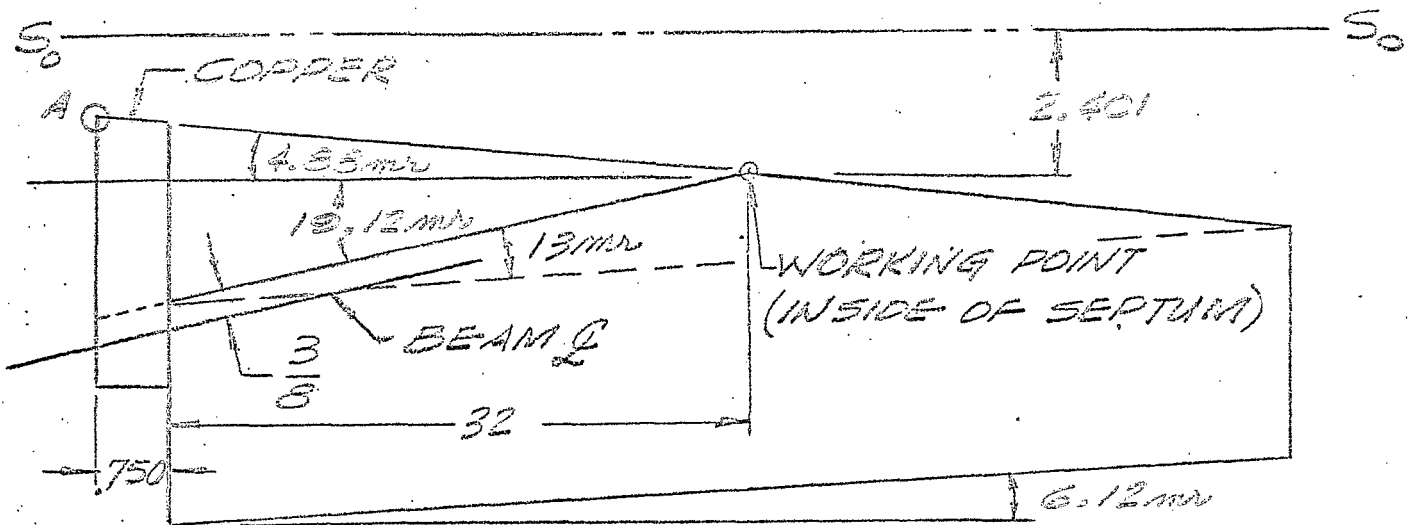 S₀ S₀
COPPER
A
2.401
4.33mr
19.12mr
13mr
WORKING POINT
(INSIDE OF SEPTUM)
BEAM ℄
3/8
32
.750
6.12mr